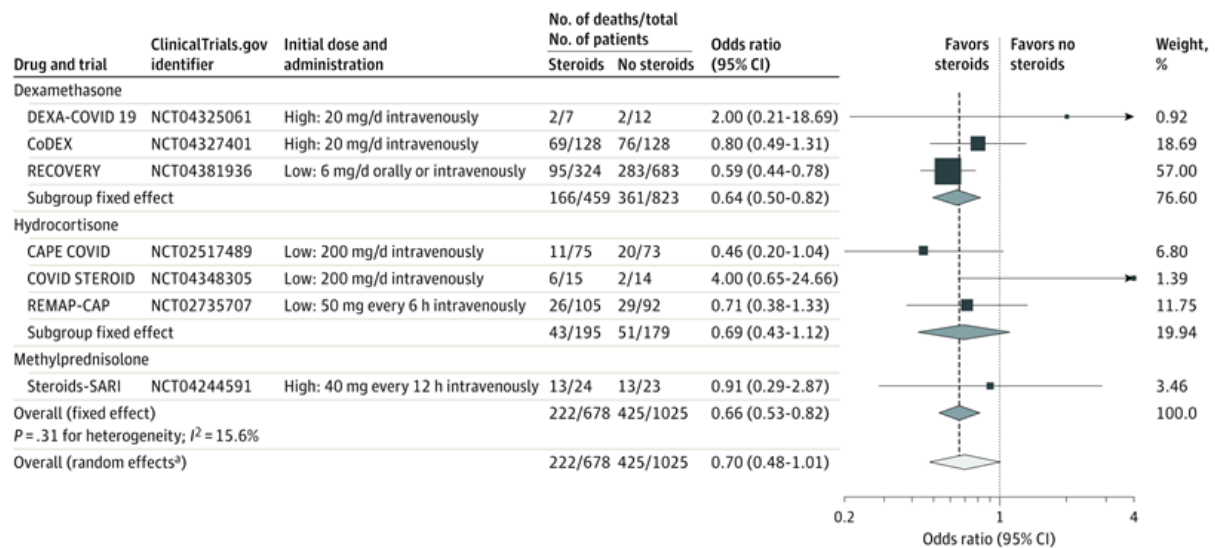 No. of deaths/total
No. of patients
ClinicalTrials.gov Initial dose and Odds ratio Favors Favors no Weight,
Drug and trial identifier administration Steroids No steroids (95% CI) steroids steroids %
Dexamethasone
DEXA-COVID 19 NCT04325061 High: 20 mg/d intravenously 2/7 2/12 2.00 (0.21-18.69) 0.92
CoDEX NCT04327401 High: 20 mg/d intravenously 69/128 76/128 0.80 (0.49-1.31) 18.69
RECOVERY NCT04381936 Low: 6 mg/d orally or intravenously 95/324 283/683 0.59 (0.44-0.78) 57.00
Subgroup fixed effect 166/459 361/823 0.64 (0.50-0.82) 76.60
Hydrocortisone
CAPE COVID NCT02517489 Low: 200 mg/d intravenously 11/75 20/73 0.46 (0.20-1.04) 6.80
COVID STEROID NCT04348305 Low: 200 mg/d intravenously 6/15 2/14 4.00 (0.65-24.66) 1.39
REMAP-CAP NCT02735707 Low: 50 mg every 6 h intravenously 26/105 29/92 0.71 (0.38-1.33) 11.75
Subgroup fixed effect 43/195 51/179 0.69 (0.43-1.12) 19.94
Methylprednisolone
Steroids-SARI NCT04244591 High: 40 mg every 12 h intravenously 13/24 13/23 0.91 (0.29-2.87) 3.46
Overall (fixed effect) 222/678 425/1025 0.66 (0.53-0.82) 100.0
P = .31 for heterogeneity; I² = 15.6%
Overall (random effectsᵃ) 222/678 425/1025 0.70 (0.48-1.01)
0.2 1 4
Odds ratio (95% CI)